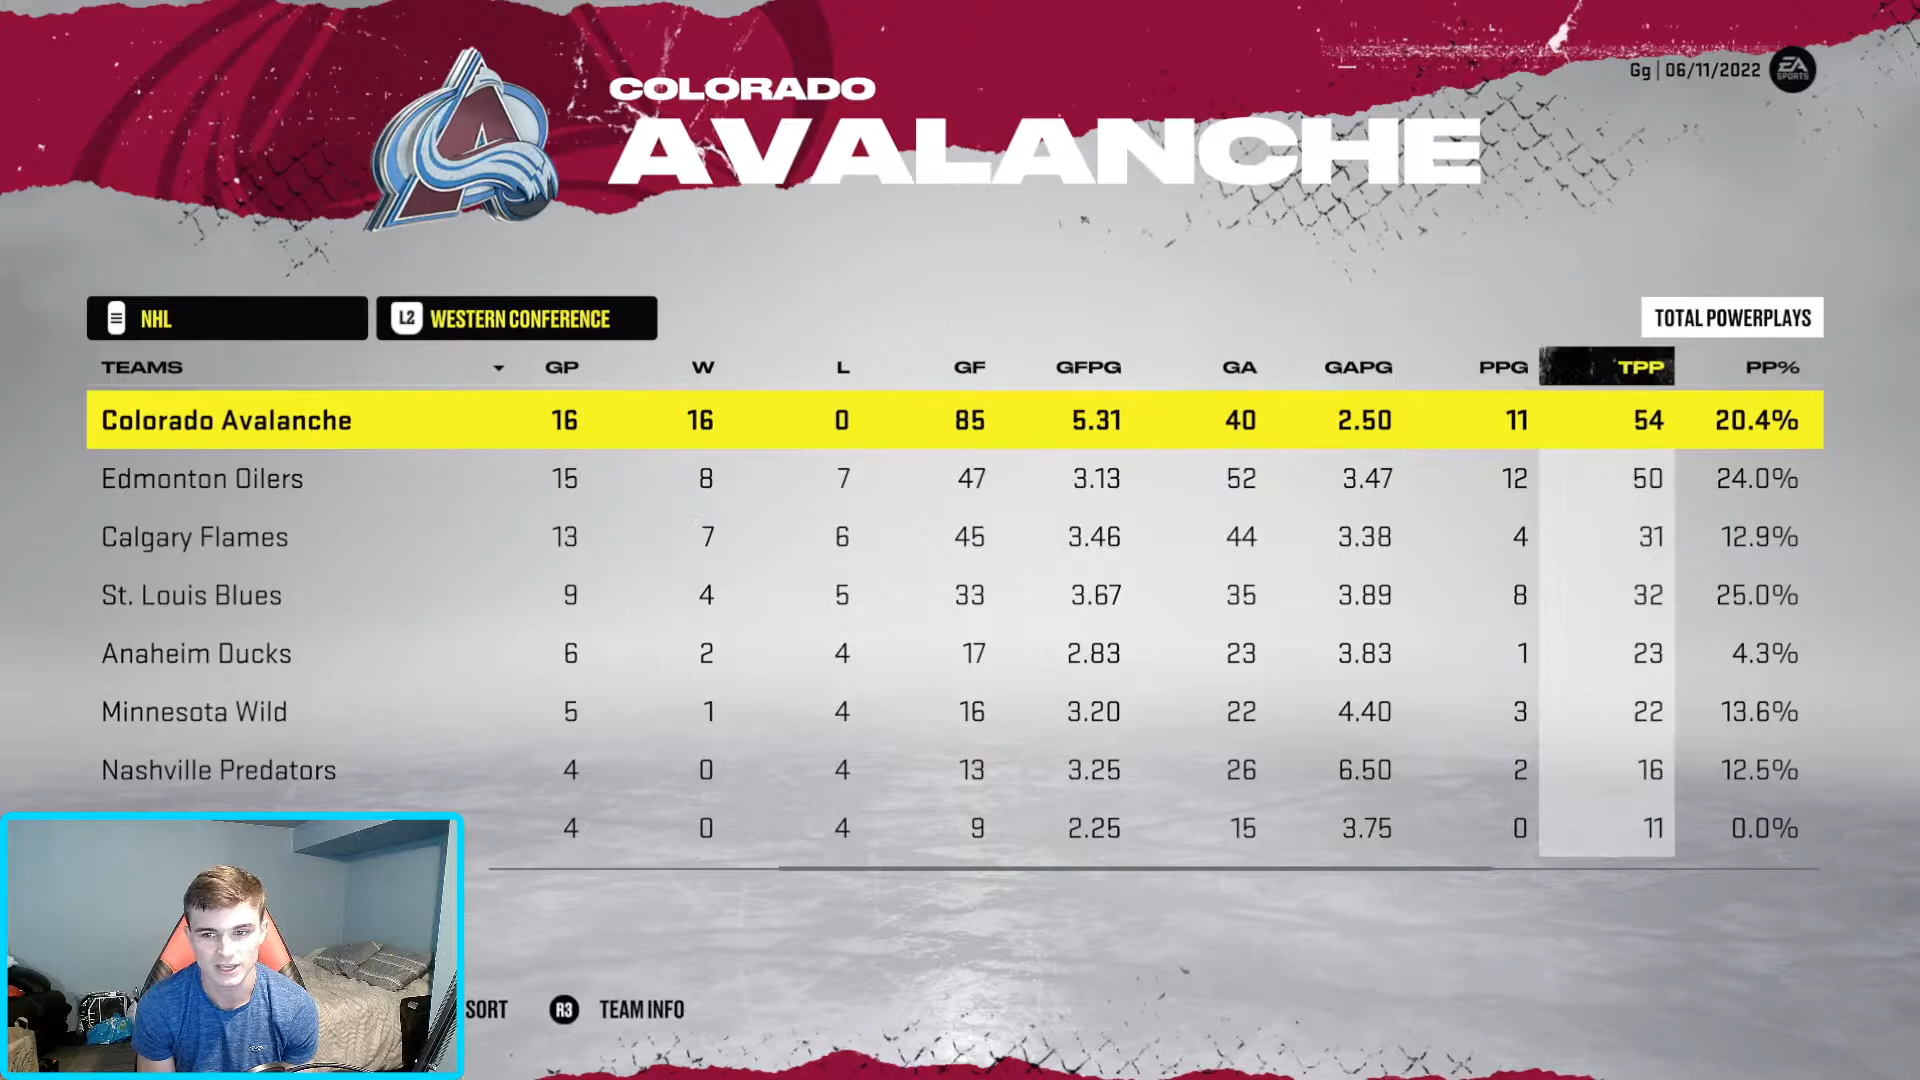 COLORADO
AVALANCHE
Gg | 06/11/2022
EA SPORTS
NHL
L2 WESTERN CONFERENCE
TOTAL POWERPLAYS
TEAMS GP W L GF GFPG GA GAPG PPG TPP PP%
Colorado Avalanche 16 16 0 85 5.31 40 2.50 11 54 20.4%
Edmonton Oilers 15 8 7 47 3.13 52 3.47 12 50 24.0%
Calgary Flames 13 7 6 45 3.46 44 3.38 4 31 12.9%
St. Louis Blues 9 4 5 33 3.67 35 3.89 8 32 25.0%
Anaheim Ducks 6 2 4 17 2.83 23 3.83 1 23 4.3%
Minnesota Wild 5 1 4 16 3.20 22 4.40 3 22 13.6%
Nashville Predators 4 0 4 13 3.25 26 6.50 2 16 12.5%
4 0 4 9 2.25 15 3.75 0 11 0.0%
SORT R3 TEAM INFO